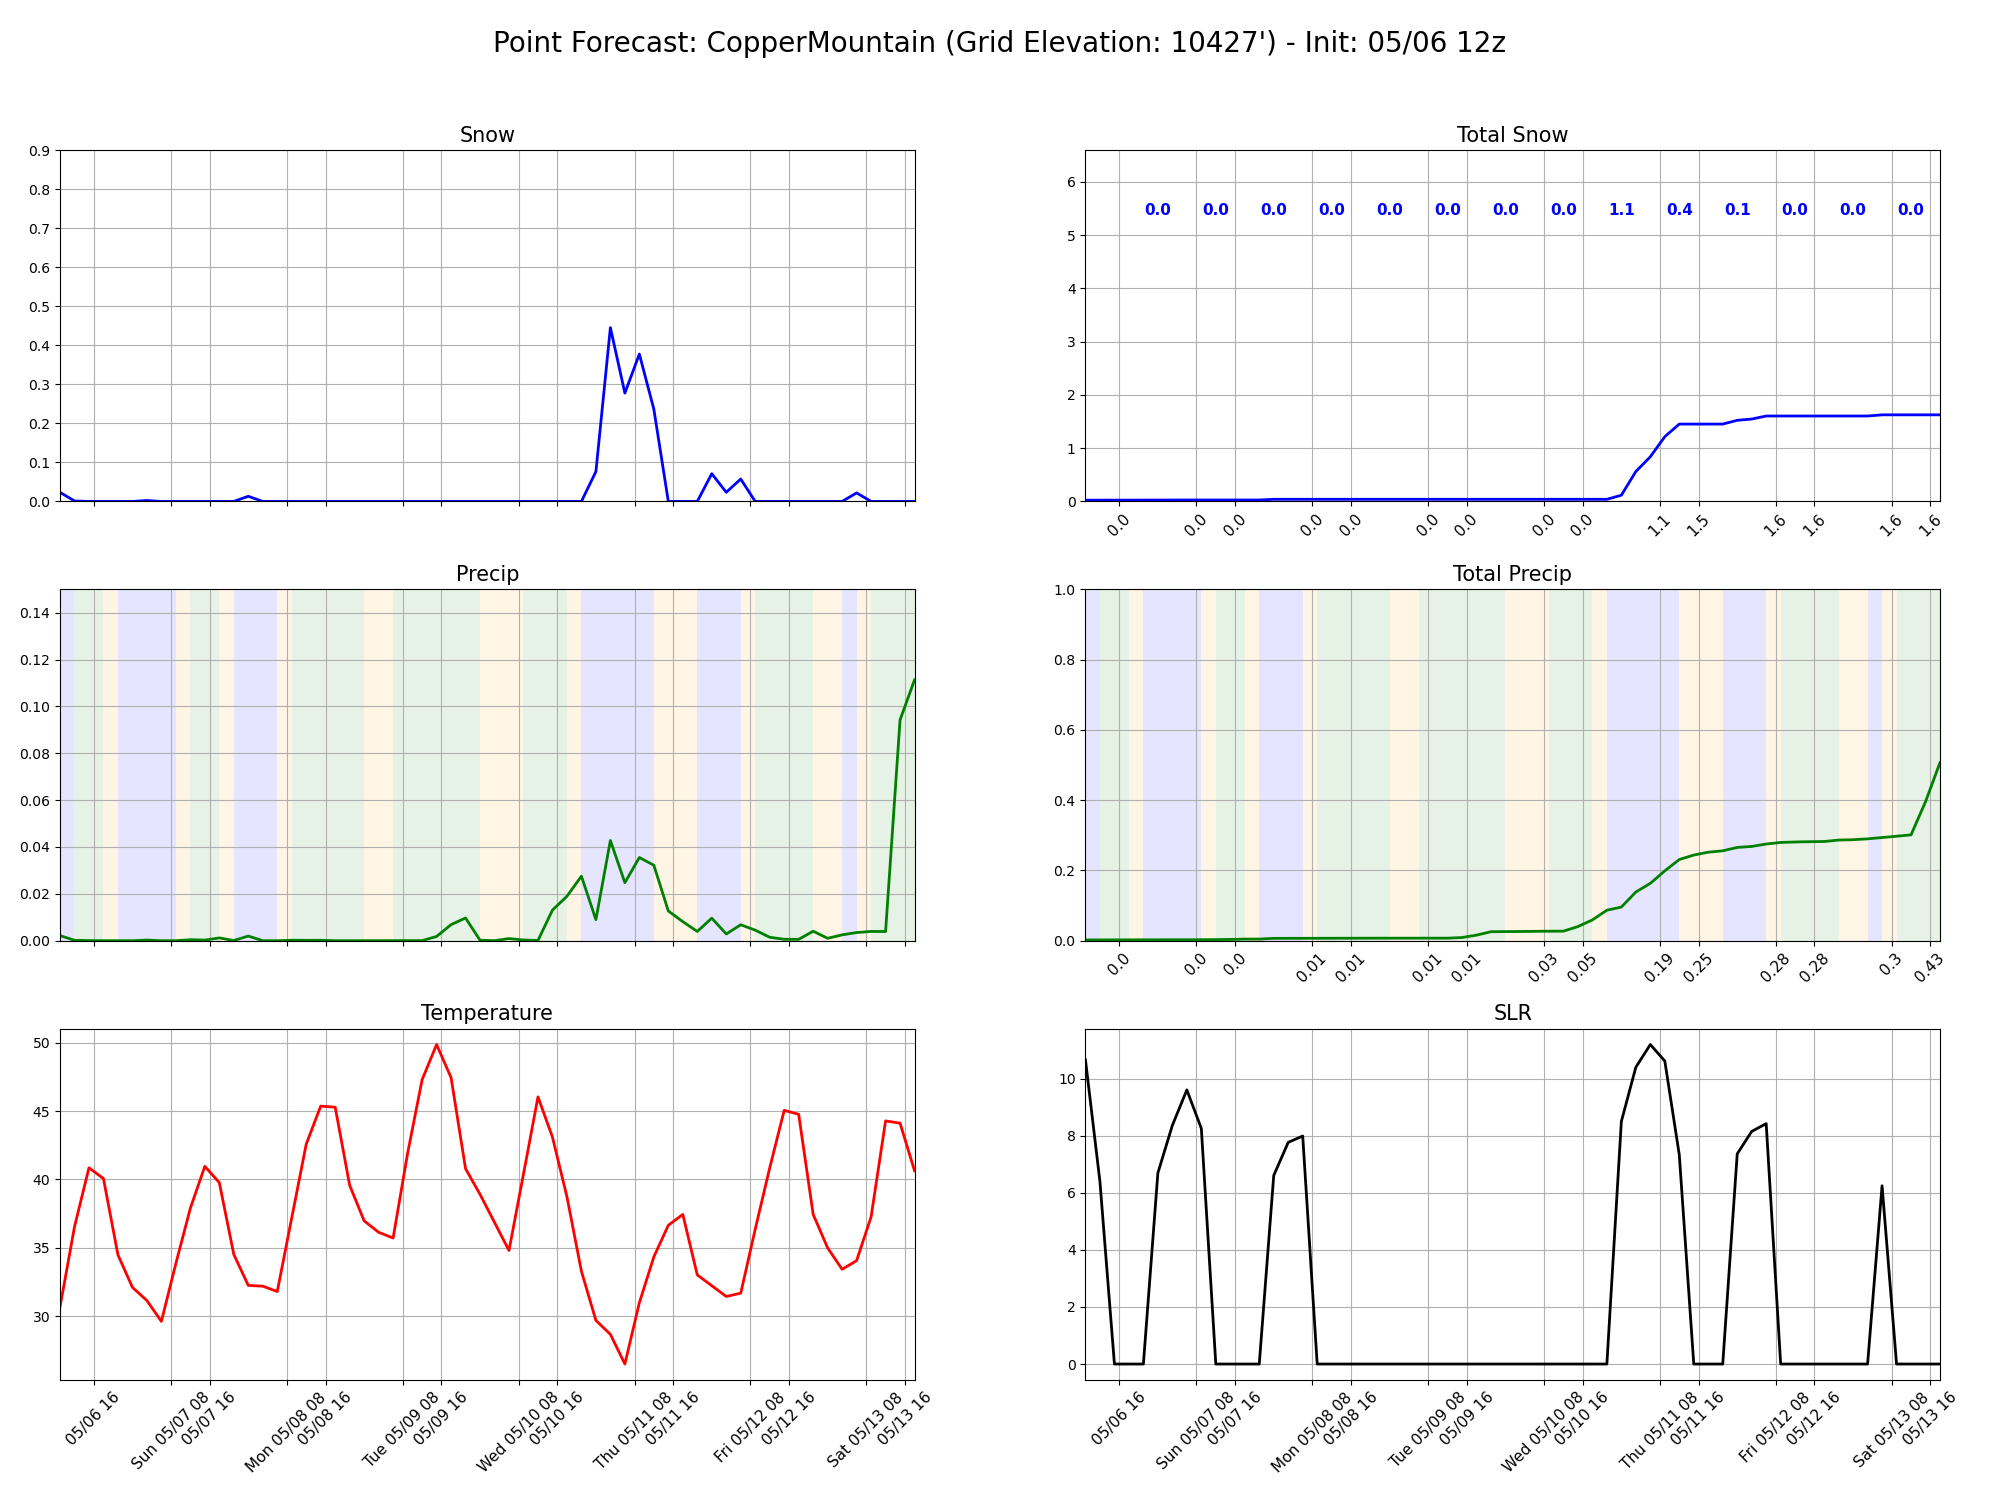 Point Forecast: CopperMountain (Grid Elevation: 10427') - Init: 05/06 12z
Snow
0.9
0.8
0.7
0.6
0.5
0.4
0.3
0.2
0.1
0.0
Total Snow
6
5
4
3
2
1
0
0.0 0.0 0.0 0.0 0.0 0.0 0.0 0.0 1.1 0.4 0.1 0.0 0.0 0.0
0.0 0.0 0.0 0.0 0.0 0.0 0.0 0.0 0.0 1.1 1.5 1.6 1.6 1.6 1.6
Precip
0.14
0.12
0.10
0.08
0.06
0.04
0.02
0.00
Total Precip
1.0
0.8
0.6
0.4
0.2
0.0
0.0 0.0 0.0 0.01 0.01 0.01 0.01 0.03 0.05 0.19 0.25 0.28 0.28 0.3 0.43
Temperature
50
45
40
35
30
05/06 16
Sun 05/07 08
05/07 16
Mon 05/08 08
05/08 16
Tue 05/09 08
05/09 16
Wed 05/10 08
05/10 16
Thu 05/11 08
05/11 16
Fri 05/12 08
05/12 16
Sat 05/13 08
05/13 16
SLR
10
8
6
4
2
0
05/06 16
Sun 05/07 08
05/07 16
Mon 05/08 08
05/08 16
Tue 05/09 08
05/09 16
Wed 05/10 08
05/10 16
Thu 05/11 08
05/11 16
Fri 05/12 08
05/12 16
Sat 05/13 08
05/13 16